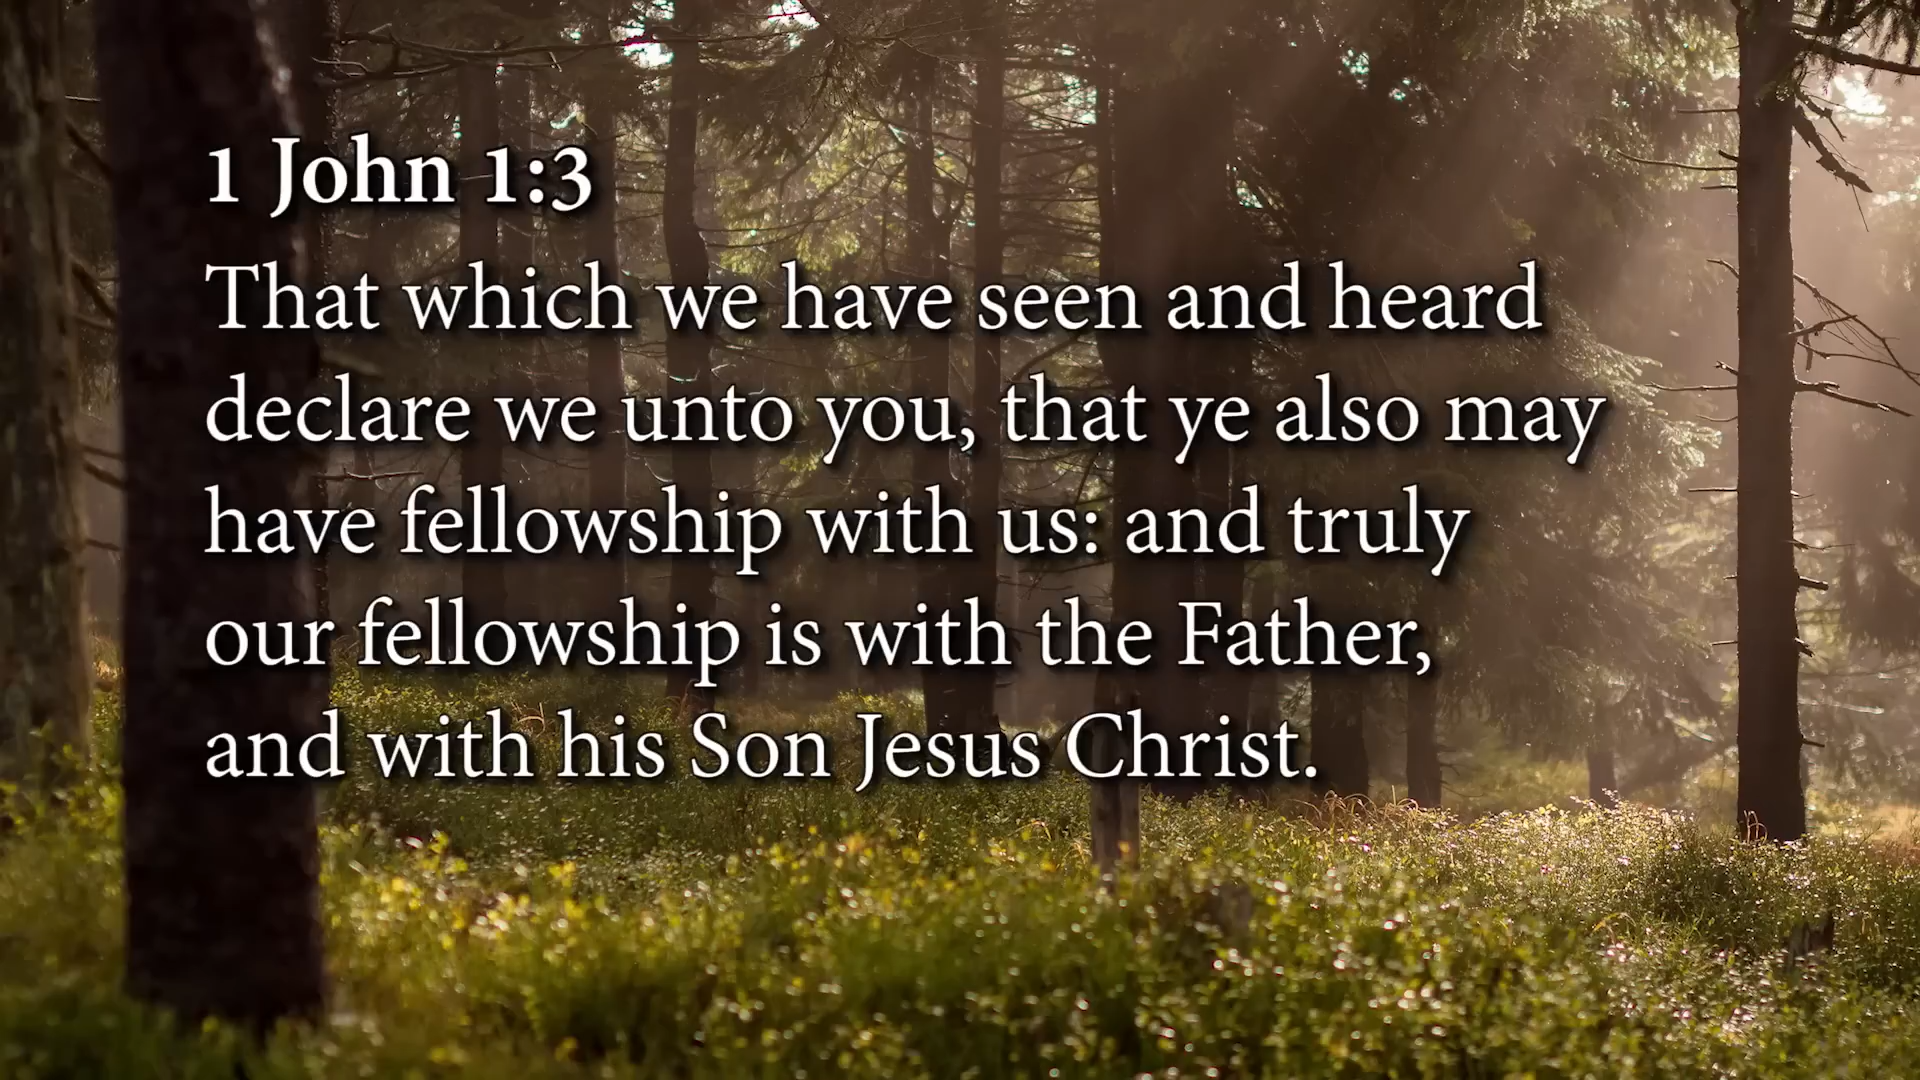 1 John 1:3
That which we have seen and heard
declare we unto you, that ye also may
have fellowship with us: and truly
our fellowship is with the Father,
and with his Son Jesus Christ.